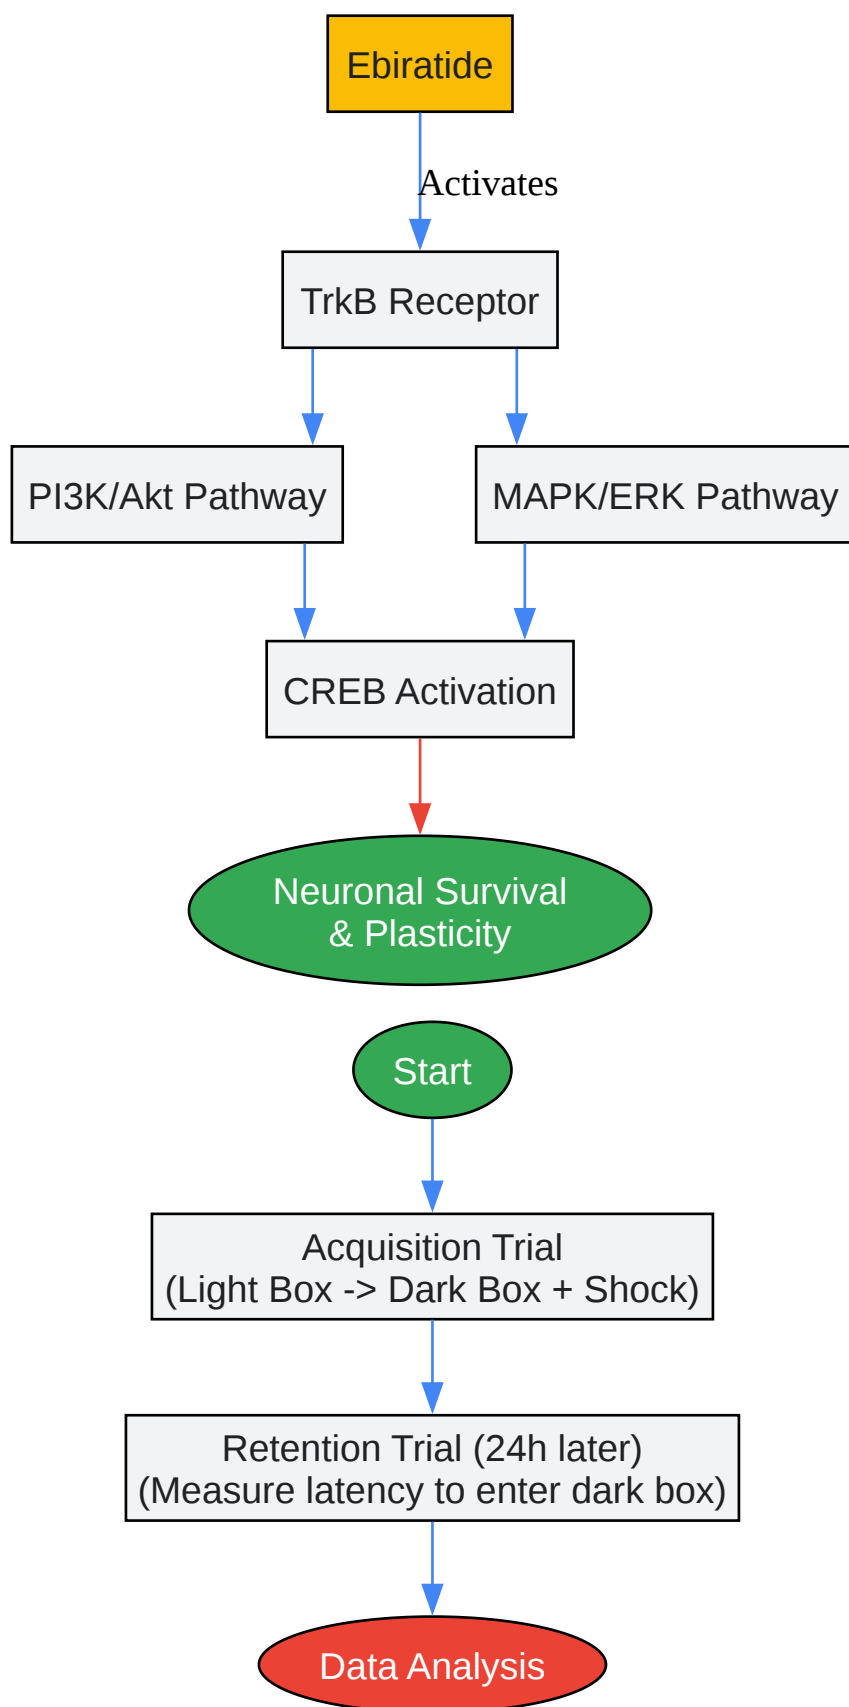 Ebiratide
Activates
TrkB Receptor
PI3K/Akt Pathway
MAPK/ERK Pathway
CREB Activation
Neuronal Survival
& Plasticity
Start
Acquisition Trial
(Light Box -> Dark Box + Shock)
Retention Trial (24h later)
(Measure latency to enter dark box)
Data Analysis